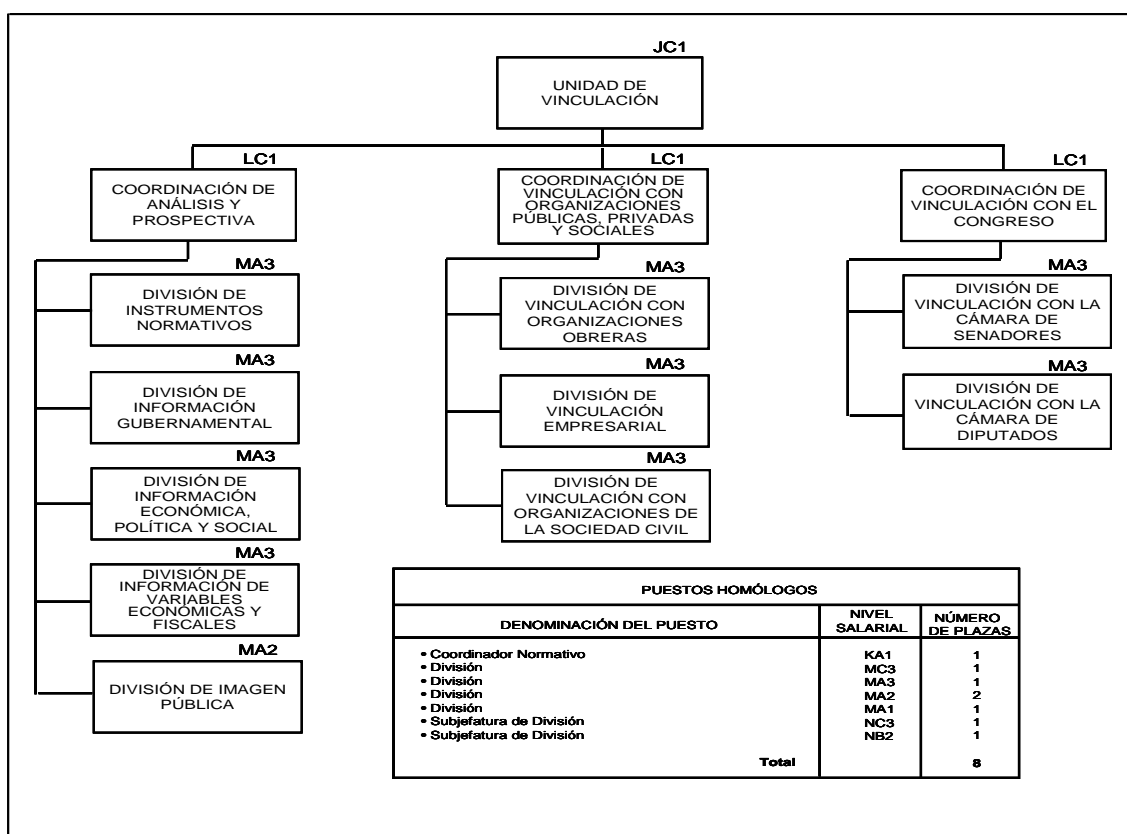 JC1
UNIDAD DE
VINCULACIÓN
LC1
COORDINACIÓN DE
ANÁLISIS Y
PROSPECTIVA
LC1
COORDINACIÓN DE
VINCULACIÓN CON
ORGANIZACIONES
PÚBLICAS, PRIVADAS
Y SOCIALES
LC1
COORDINACIÓN DE
VINCULACIÓN CON EL
CONGRESO
MA3
DIVISIÓN DE
INSTRUMENTOS
NORMATIVOS
MA3
DIVISIÓN DE
INFORMACIÓN
GUBERNAMENTAL
MA3
DIVISIÓN DE
INFORMACIÓN
ECONÓMICA,
POLÍTICA Y SOCIAL
MA3
DIVISIÓN DE
INFORMACIÓN DE
VARIABLES
ECONÓMICAS Y
FISCALES
MA2
DIVISIÓN DE IMAGEN
PÚBLICA
MA3
DIVISIÓN DE
VINCULACIÓN CON
ORGANIZACIONES
OBRERAS
MA3
DIVISIÓN DE
VINCULACIÓN
EMPRESARIAL
MA3
DIVISIÓN DE
VINCULACIÓN CON
ORGANIZACIONES DE
LA SOCIEDAD CIVIL
MA3
DIVISIÓN DE
VINCULACIÓN CON LA
CÁMARA DE
SENADORES
MA3
DIVISIÓN DE
VINCULACIÓN CON LA
CÁMARA DE
DIPUTADOS
PUESTOS HOMÓLOGOS
DENOMINACIÓN DEL PUESTO
NIVEL
SALARIAL
NÚMERO
DE PLAZAS
• Coordinador Normativo KA1 1
• División MC3 1
• División MA3 1
• División MA2 2
• División MA1 1
• Subjefatura de División NC3 1
• Subjefatura de División NB2 1
Total 8